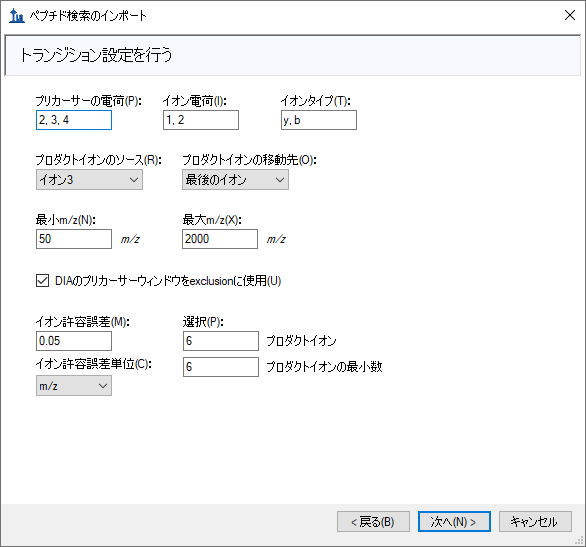 ペプチド検索のインポート
トランジション設定を行う
プリカーサーの電荷(P): イオン電荷(I): イオンタイプ(T):
2, 3, 4 1, 2 y, b
プロダクトイオンのソース(R): プロダクトイオンの移動先(O):
イオン3 最後のイオン
最小m/z(N): 最大m/z(X):
50 m/z 2000 m/z
DIAのプリカーサーウィンドウをexclusionに使用(U)
イオン許容誤差(M): 選択(P):
0.05 6 プロダクトイオン
イオン許容誤差単位(C): 6 プロダクトイオンの最小数
m/z
< 戻る(B) 次へ(N) > キャンセル